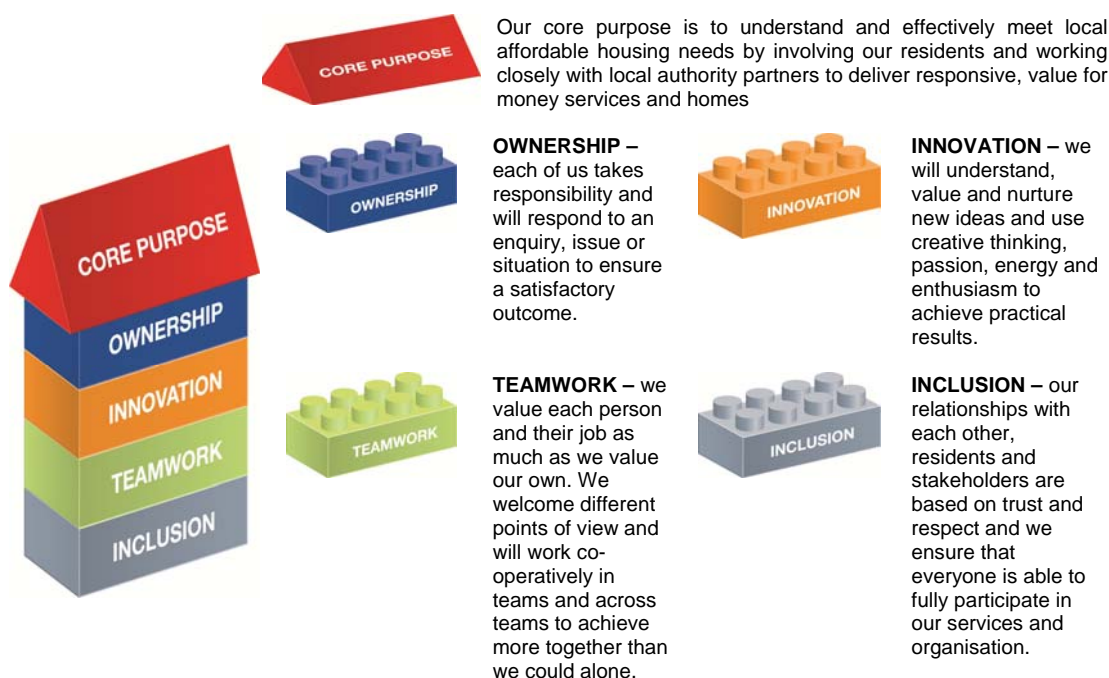 CORE PURPOSE
Our core purpose is to understand and effectively meet local
affordable housing needs by involving our residents and working
closely with local authority partners to deliver responsive, value for
money services and homes
CORE PURPOSE
OWNERSHIP
INNOVATION
TEAMWORK
INCLUSION
OWNERSHIP
OWNERSHIP –
each of us takes
responsibility and
will respond to an
enquiry, issue or
situation to ensure
a satisfactory
outcome.
INNOVATION
INNOVATION – we
will understand,
value and nurture
new ideas and use
creative thinking,
passion, energy and
enthusiasm to
achieve practical
results.
TEAMWORK
TEAMWORK – we
value each person
and their job as
much as we value
our own. We
welcome different
points of view and
will work co-
operatively in
teams and across
teams to achieve
more together than
we could alone.
INCLUSION
INCLUSION – our
relationships with
each other,
residents and
stakeholders are
based on trust and
respect and we
ensure that
everyone is able to
fully participate in
our services and
organisation.